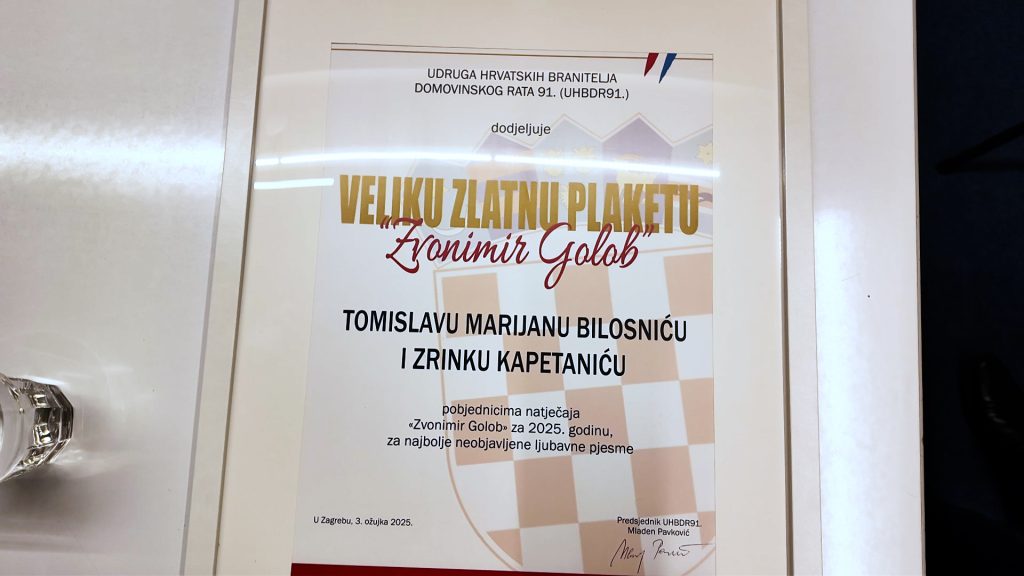 UDRUGA HRVATSKIH BRANITELJA
DOMOVINSKOG RATA 91. (UHBDR91.)
dodjeljuje
VELIKU ZLATNU PLAKETU
"Zvonimir Golob"
TOMISLAVU MARIJANU BILOSNIĆU
I ZRINKU KAPETANIĆU
pobjednicima natječaja
«Zvonimir Golob» za 2025. godinu,
za najbolje neobjavljene ljubavne pjesme
U Zagrebu, 3. ožujka 2025.
Predsjednik UHBDR91.
Mladen Pavković